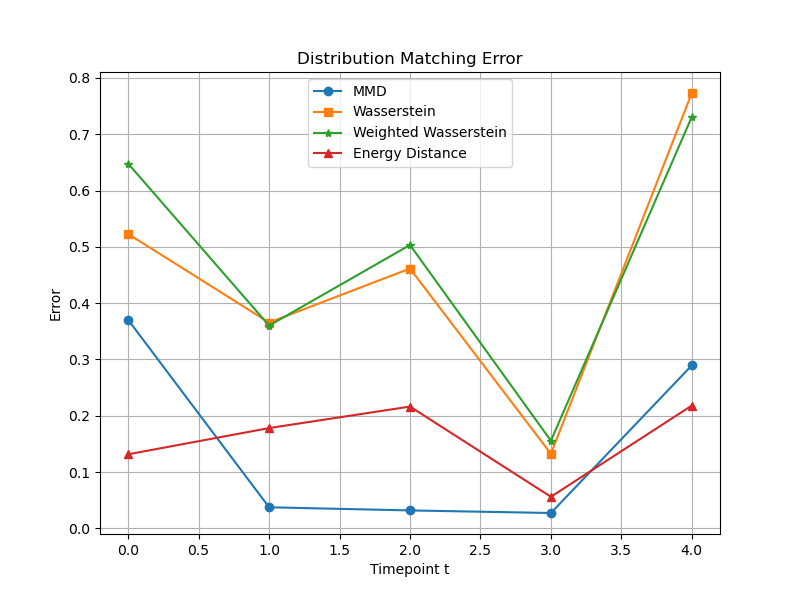 Distribution Matching Error
MMD
Wasserstein
Weighted Wasserstein
Energy Distance
0.8
0.7
0.6
0.5
0.4
0.3
0.2
0.1
0.0
Error
0.0 0.5 1.0 1.5 2.0 2.5 3.0 3.5 4.0
Timepoint t